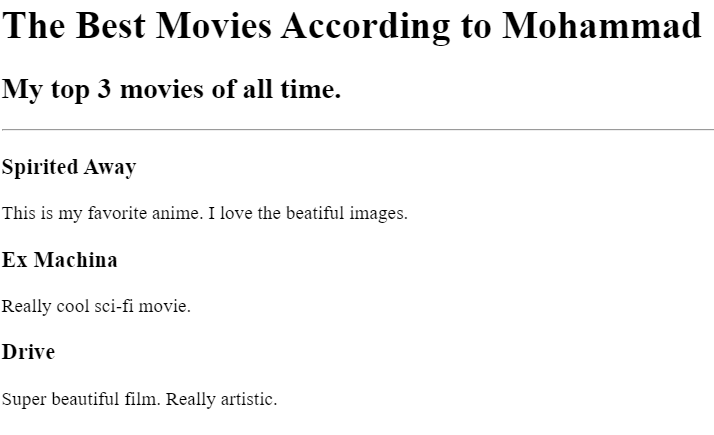 The Best Movies According to Mohammad
My top 3 movies of all time.
Spirited Away
This is my favorite anime. I love the beatiful images.
Ex Machina
Really cool sci-fi movie.
Drive
Super beautiful film. Really artistic.